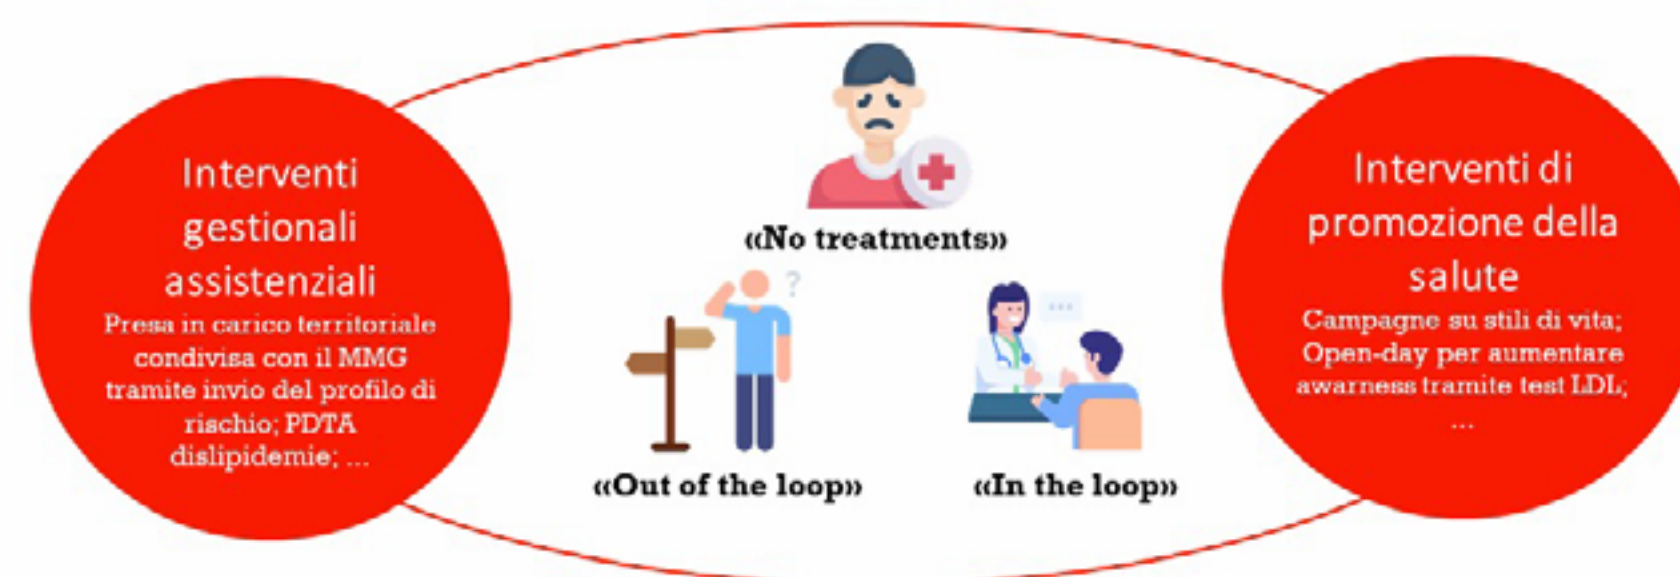 Interventi
gestionali
assistenziali
Presa in carico territoriale
condivisa con il MMG
tramite invio del profilo di
rischio; PDTA
dislipidemie; ...
«No treatments»
?
«Out of the loop»
...
«In the loop»
Interventi di
promozione della
salute
Campagne su stili di vita;
Open-day per aumentare
awarness tramite test LDL;
...